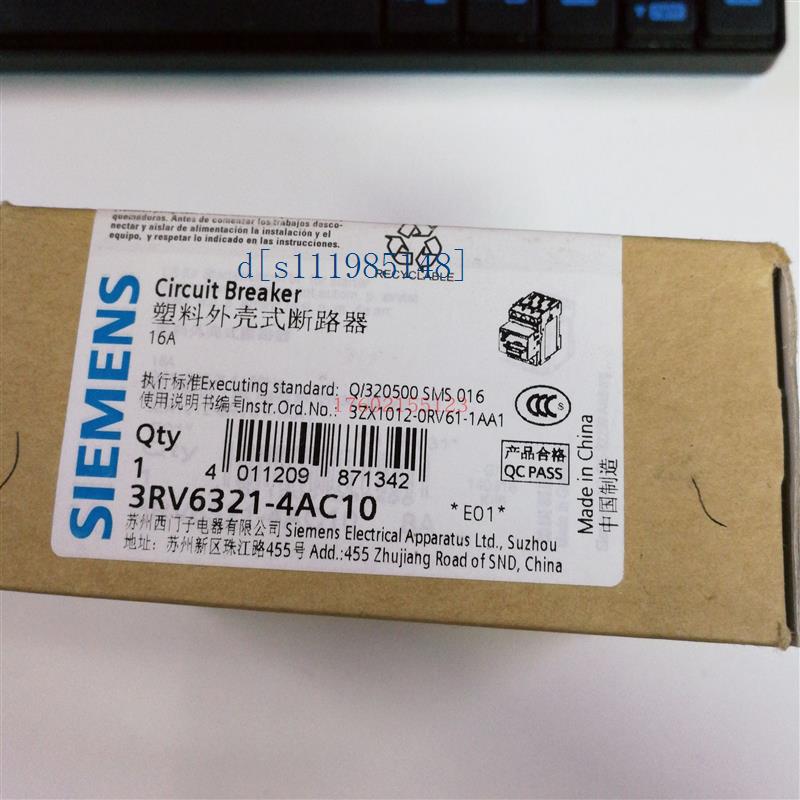 quemaduras. Antes de comenzar los trabajos desco-
nectar y aislar de alimentación la instalación y el
equipo, y respetar lo indicado en las instrucciones.
RECYCLABLE
d[s111985148]
SIEMENS
Circuit Breaker
塑料外壳式断路器
16A
执行标准Executing standard: Q/320500 SMS 016
使用说明书编号Instr.Ord.No.: 3ZX1012-0RV61-1AA1
17602155123
CCC
Qty
1
4 011209 871342
产品合格
QC PASS
3RV6321-4AC10
*E01*
Made in China
中国制造
苏州西门子电器有限公司 Siemens Electrical Apparatus Ltd., Suzhou
地址: 苏州新区珠江路455号 Add.:455 Zhujiang Road of SND, China